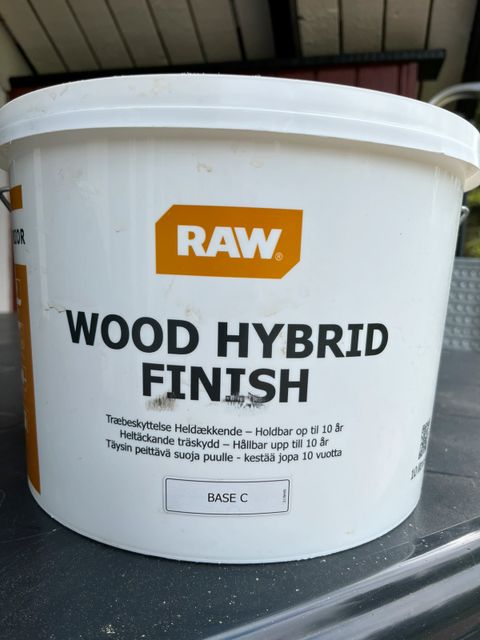 RAW®
WOOD HYBRID
FINISH
Træbeskyttelse Heldækkende – Holdbar op til 10 år
Heltäckande träskydd – Hållbar upp till 10 år
Täysin peittävä suoja puulle - kestää jopa 10 vuotta
BASE C